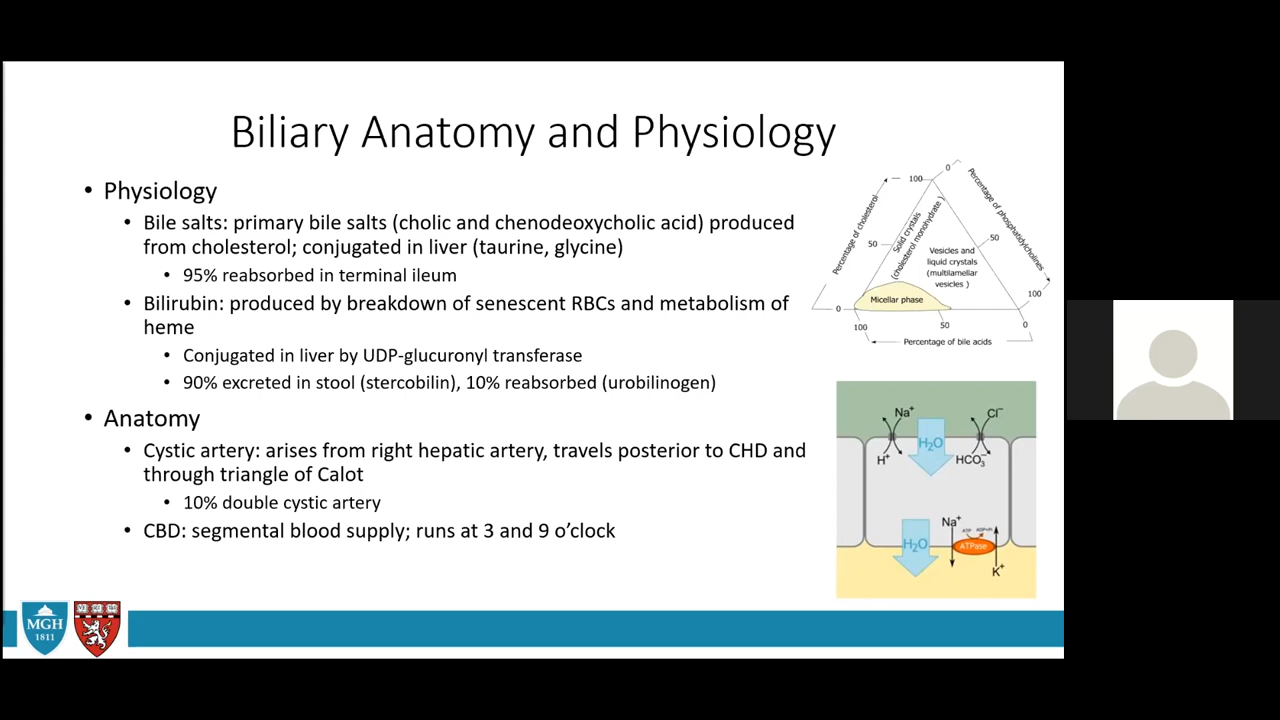 Biliary Anatomy and Physiology
• Physiology
• Bile salts: primary bile salts (cholic and chenodeoxycholic acid) produced
from cholesterol; conjugated in liver (taurine, glycine)
• 95% reabsorbed in terminal ileum
• Bilirubin: produced by breakdown of senescent RBCs and metabolism of
heme
• Conjugated in liver by UDP-glucuronyl transferase
• 90% excreted in stool (stercobilin), 10% reabsorbed (urobilinogen)
• Anatomy
• Cystic artery: arises from right hepatic artery, travels posterior to CHD and
through triangle of Calot
• 10% double cystic artery
• CBD: segmental blood supply; runs at 3 and 9 o’clock
0
100
Percentage of cholesterol
Percentage of phosphatidylcholines
Solid crystals
(cholesterol monohydrate )
50
50
Vesicles and
liquid crystals
(multilamellar
vesicles )
Micellar phase
100
0
100
50
0
Percentage of bile acids
Na⁺
Cl⁻
H₂O
H⁺
HCO₃⁻
Na⁺
ATP
ADP+Pi
H₂O
ATPase
K⁺
MGH
1811